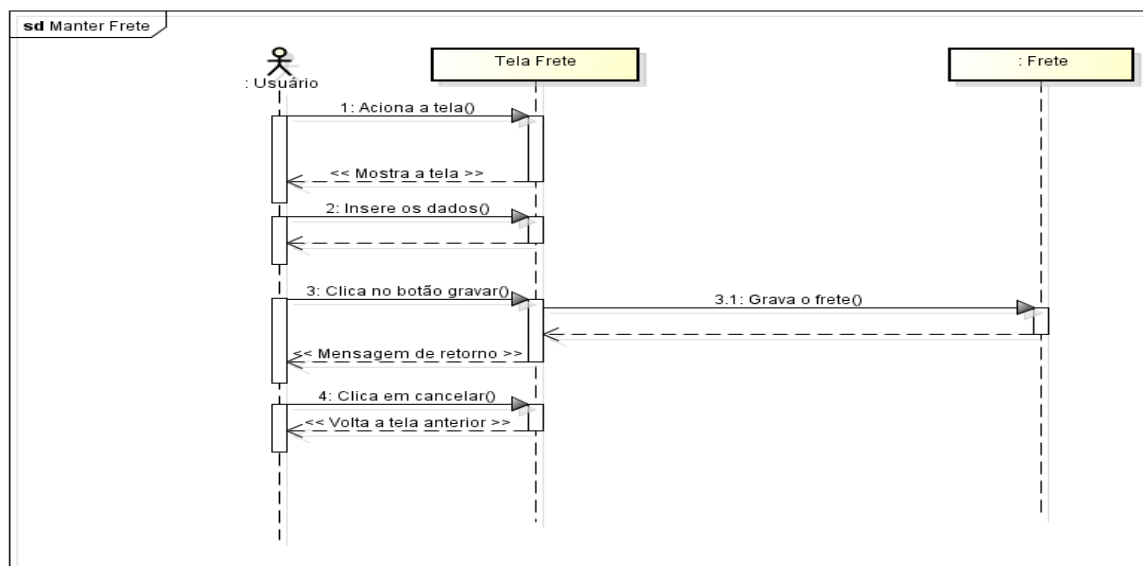 sd Manter Frete
: Usuário
Tela Frete
: Frete
1: Aciona a tela()
<< Mostra a tela >>
2: Insere os dados()
3: Clica no botão gravar()
3.1: Grava o frete()
<< Mensagem de retorno >>
4: Clica em cancelar()
<< Volta a tela anterior >>